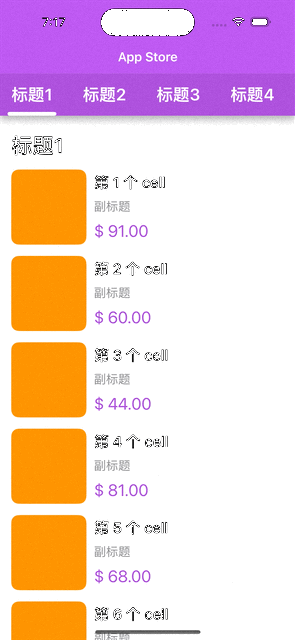 7:17
App Store
标题1 标题2 标题3 标题4
标题1
第 1 个 cell
副标题
$ 91.00
第 2 个 cell
副标题
$ 60.00
第 3 个 cell
副标题
$ 44.00
第 4 个 cell
副标题
$ 81.00
第 5 个 cell
副标题
$ 68.00
第 6 个 cell
副标题